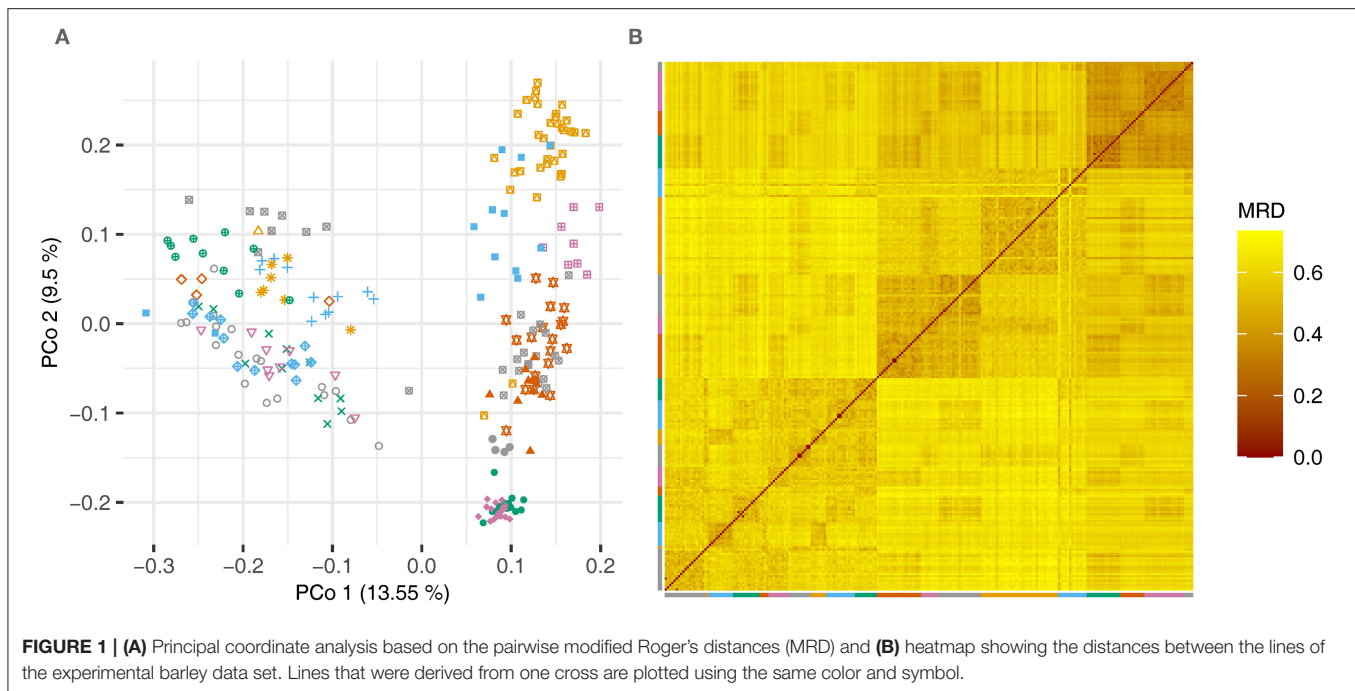 A
B
0.2
0.1
0.0
−0.1
−0.2
PCo 2 (9.5 %)
−0.3
−0.2
−0.1
0.0
0.1
0.2
PCo 1 (13.55 %)
MRD
0.6
0.4
0.2
0.0
FIGURE 1 | (A) Principal coordinate analysis based on the pairwise modified Roger's distances (MRD) and (B) heatmap showing the distances between the lines of
the experimental barley data set. Lines that were derived from one cross are plotted using the same color and symbol.